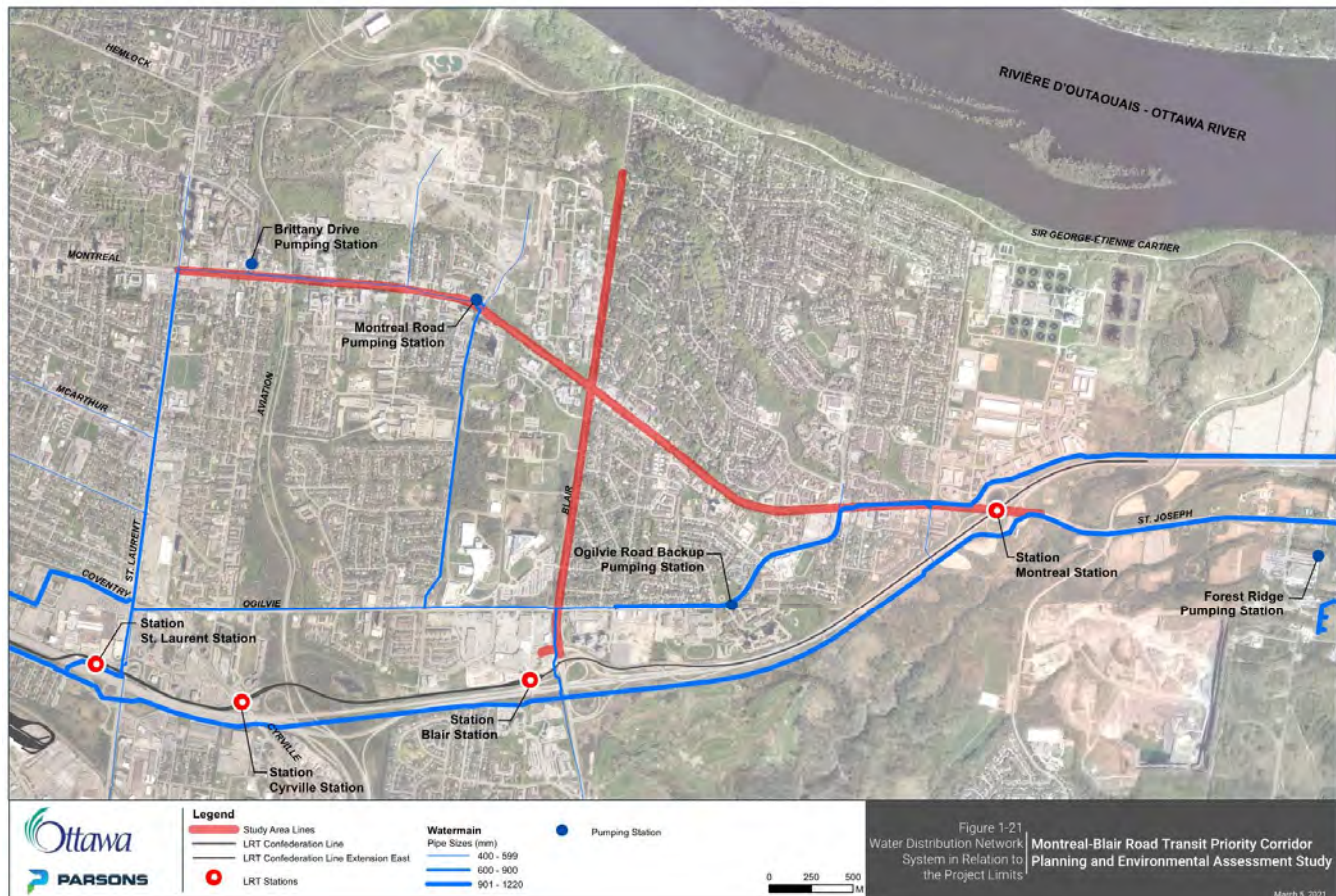 HEMLOCK
RIVIÈRE D'OUTAOUAIS - OTTAWA RIVER
SIR GEORGE-ÉTIENNE CARTIER
Brittany Drive
Pumping Station
MONTREAL
Montreal Road
Pumping Station
MCARTHUR
AVIATION
BLAIR
ST. LAURENT
COVENTRY
OGILVIE
Ogilvie Road Backup
Pumping Station
ST. JOSEPH
Station
Montreal Station
Forest Ridge
Pumping Station
Station
St. Laurent Station
Station
Blair Station
CYRVILLE
Station
Cyrville Station
Ottawa
PARSONS
Legend
Study Area Lines
LRT Confederation Line
LRT Confederation Line Extension East
LRT Stations
Watermain
Pipe Sizes (mm)
400 - 599
600 - 900
901 - 1220
Pumping Station
0 250 500
M
Figure 1-21
Water Distribution Network
System in Relation to
the Project Limits
Montreal-Blair Road Transit Priority Corridor
Planning and Environmental Assessment Study
March 5, 2021